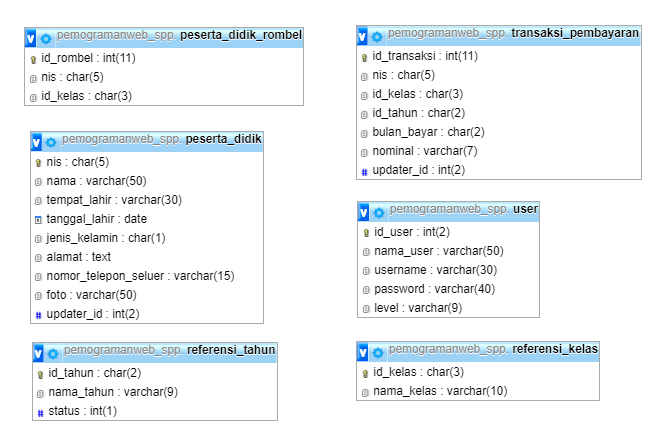 pemogramanweb_spp. peserta_didik_rombel
id_rombel : int(11)
nis : char(5)
id_kelas : char(3)
pemogramanweb_spp. peserta_didik
nis : char(5)
nama : varchar(50)
tempat_lahir : varchar(30)
tanggal_lahir : date
jenis_kelamin : char(1)
alamat : text
nomor_telepon_seluer : varchar(15)
foto : varchar(50)
updater_id : int(2)
pemogramanweb_spp. referensi_tahun
id_tahun : char(2)
nama_tahun : varchar(9)
status : int(1)
pemogramanweb_spp. transaksi_pembayaran
id_transaksi : int(11)
nis : char(5)
id_kelas : char(3)
id_tahun : char(2)
bulan_bayar : char(2)
nominal : varchar(7)
updater_id : int(2)
pemogramanweb_spp. user
id_user : int(2)
nama_user : varchar(50)
username : varchar(30)
password : varchar(40)
level : varchar(9)
pemogramanweb_spp. referensi_kelas
id_kelas : char(3)
nama_kelas : varchar(10)